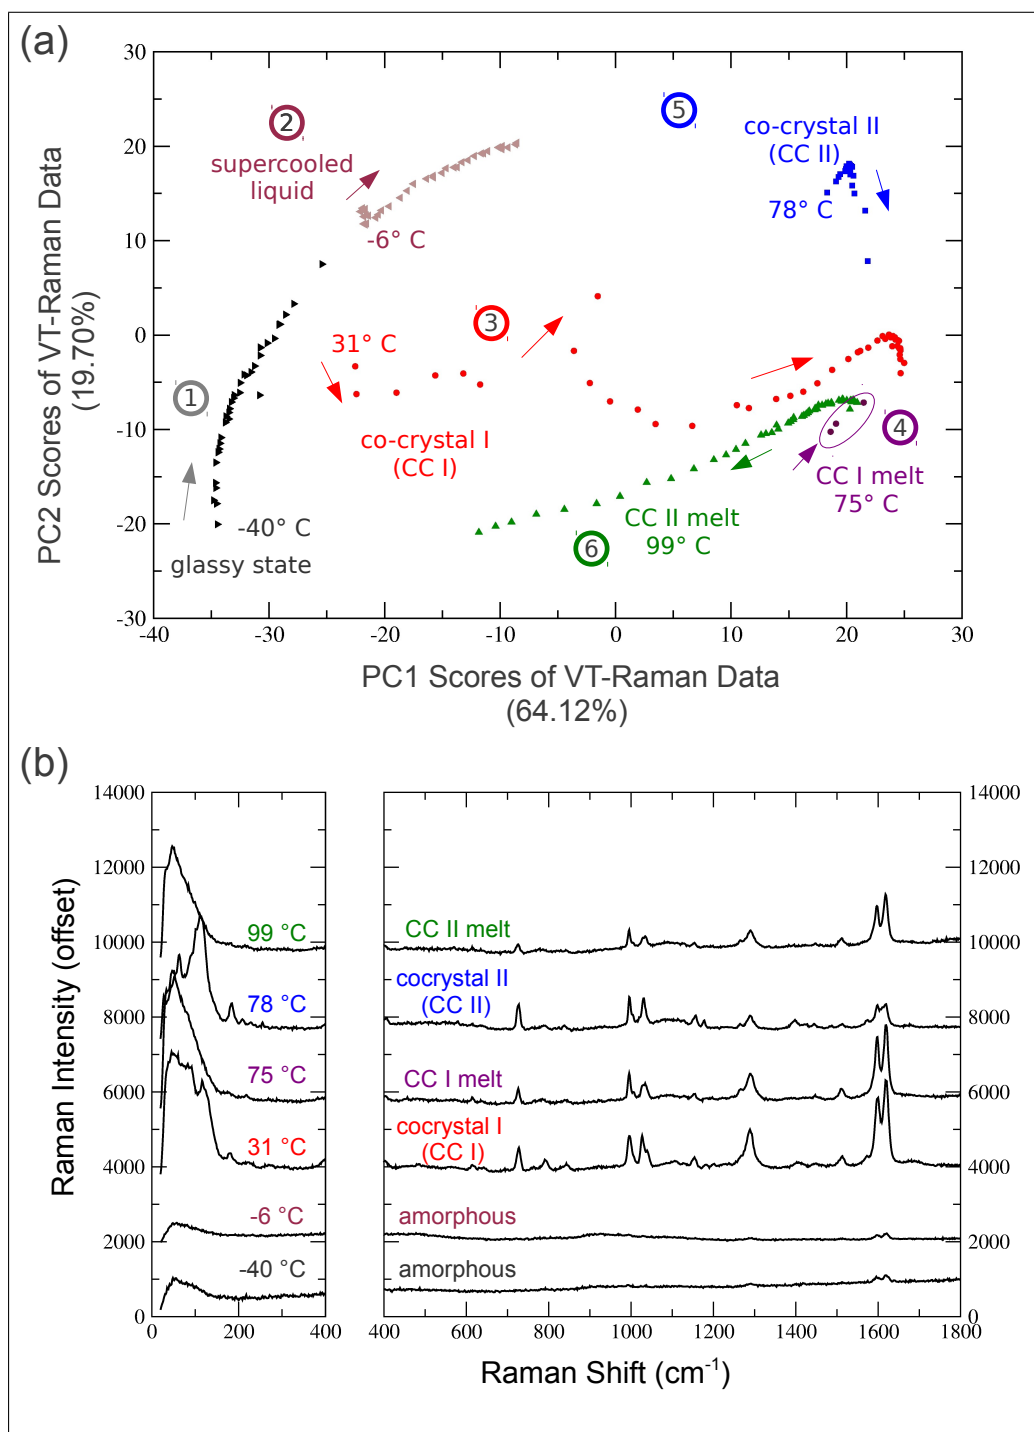 (a)
30
20
10
0
-10
-20
-30
-40
-30
-20
-10
0
10
20
30
PC2 Scores of VT-Raman Data
(19.70%)
PC1 Scores of VT-Raman Data
(64.12%)
2
supercooled
liquid
-6° C
5
co-crystal II
(CC II)
78° C
3
31° C
co-crystal I
(CC I)
1
-40° C
glassy state
4
CC I melt
75° C
CC II melt
99° C
6
(b)
14000
12000
10000
8000
6000
4000
2000
0
Raman Intensity (offset)
99 °C
78 °C
75 °C
31 °C
-6 °C
-40 °C
CC II melt
cocrystal II
(CC II)
CC I melt
cocrystal I
(CC I)
amorphous
amorphous
14000
12000
10000
8000
6000
4000
2000
0
0
200
400
400
600
800
1000
1200
1400
1600
1800
Raman Shift (cm⁻¹)